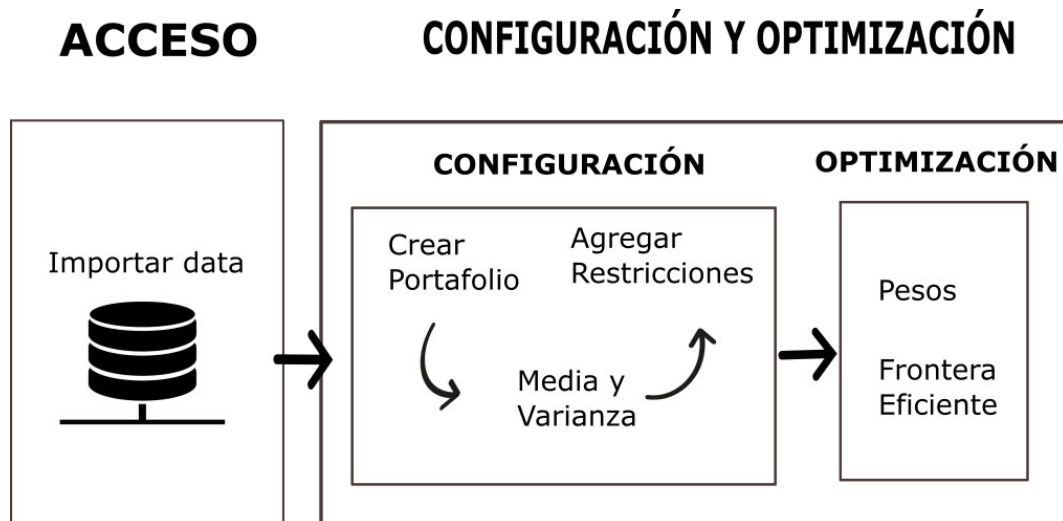 ACCESO
CONFIGURACIÓN Y OPTIMIZACIÓN
Importar data
CONFIGURACIÓN
Crear
Portafolio
Agregar
Restricciones
Media y
Varianza
OPTIMIZACIÓN
Pesos
Frontera
Eficiente